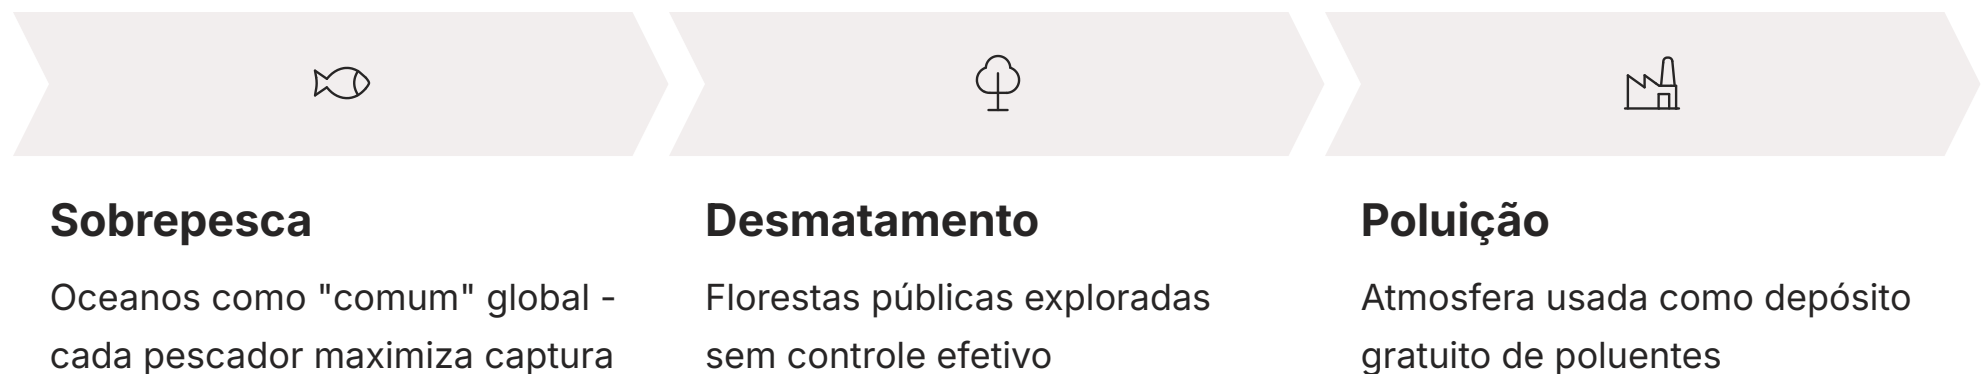 Sobrepesca
Oceanos como "comum" global -
cada pescador maximiza captura
Desmatamento
Florestas públicas exploradas
sem controle efetivo
Poluição
Atmosfera usada como depósito
gratuito de poluentes